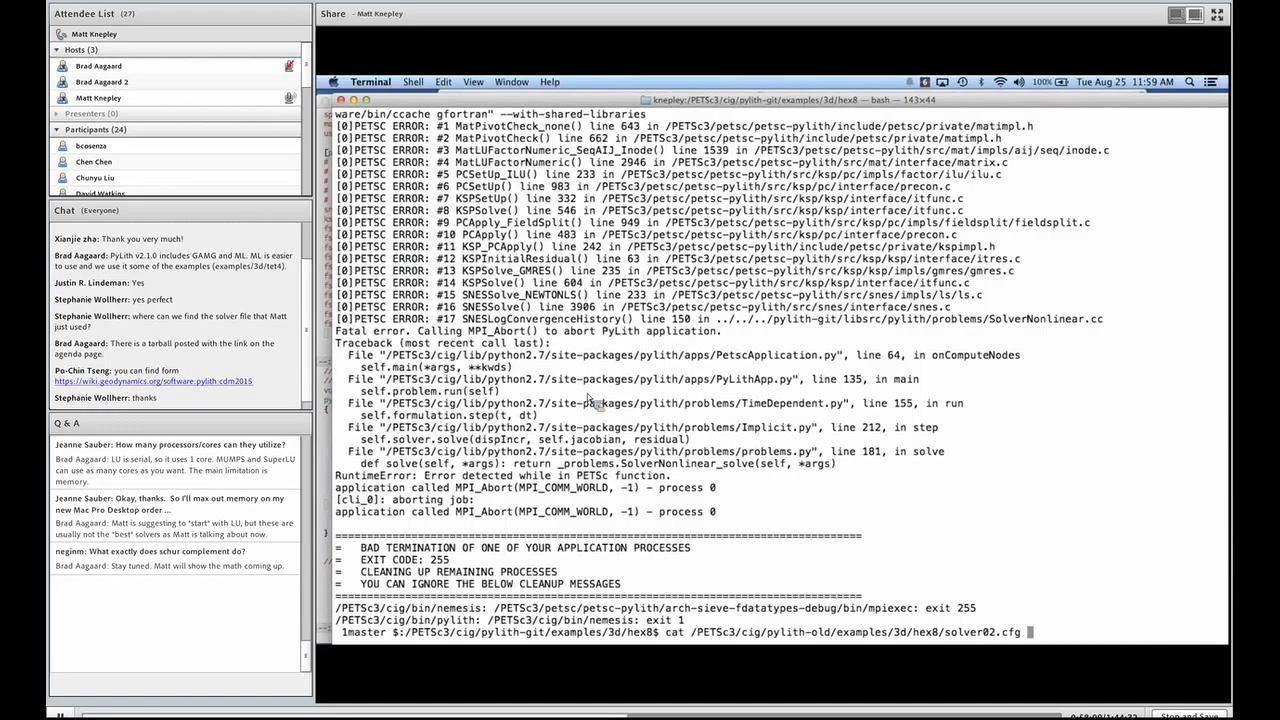 Attendee List (27)
Matt Knepley
Hosts (3)
Brad Aagaard
Brad Aagaard 2
Matt Knepley
Presenters (0)
Participants (24)
bcosenza
Chen Chen
Chunyu Liu
David Watkins
Chat (Everyone)
Xianjie zha: Thank you very much!
Brad Aagaard: PyLith v2.1.0 includes GAMG and ML. ML is easier
to use and we use it some of the examples (examples/3d/tet4).
Justin R. Lindeman: Yes
Stephanie Wollherr: yes perfect
Stephanie Wollherr: where can we find the solver file that Matt
just used?
Brad Aagaard: There is a tarball posted with the link on the
agenda page.
Po-Chin Tseng: you can find form
https://wiki.geodynamics.org/software:pylith:cdm2015
Stephanie Wollherr: thanks
Q & A
Jeanne Sauber: How many processors/cores can they utilize?
Brad Aagaard: LU is serial, so it uses 1 core. MUMPS and SuperLU
can use as many cores as you want. The main limitation is
memory.
Jeanne Sauber: Okay, thanks. So I'll max out memory on my
new Mac Pro Desktop order ...
Brad Aagaard: Matt is suggesting to *start* with LU, but these are
usually not the *best* solvers as Matt is talking about now.
neginm: What exactly does schur complement do?
Brad Aagaard: Stay tuned. Matt will show the math coming up.
Share - Matt Knepley
Terminal Shell Edit View Window Help
100% Tue Aug 25 11:59 AM
knepley:/PETSc3/cig/pylith-git/examples/3d/hex8 — bash — 143×44
ware/bin/ccache gfortran" --with-shared-libraries
[0]PETSC ERROR: #1 MatPivotCheck_none() line 643 in /PETSc3/petsc/petsc-pylith/include/petsc/private/matimpl.h
[0]PETSC ERROR: #2 MatPivotCheck() line 662 in /PETSc3/petsc/petsc-pylith/include/petsc/private/matimpl.h
[0]PETSC ERROR: #3 MatLUFactorNumeric_SeqAIJ_Inode() line 1539 in /PETSc3/petsc/petsc-pylith/src/mat/impls/aij/seq/inode.c
[0]PETSC ERROR: #4 MatLUFactorNumeric() line 2946 in /PETSc3/petsc/petsc-pylith/src/mat/interface/matrix.c
[0]PETSC ERROR: #5 PCSetUp_ILU() line 233 in /PETSc3/petsc/petsc-pylith/src/ksp/pc/impls/factor/ilu/ilu.c
[0]PETSC ERROR: #6 PCSetUp() line 983 in /PETSc3/petsc/petsc-pylith/src/ksp/pc/interface/precon.c
[0]PETSC ERROR: #7 KSPSetUp() line 332 in /PETSc3/petsc/petsc-pylith/src/ksp/ksp/interface/itfunc.c
[0]PETSC ERROR: #8 KSPSolve() line 546 in /PETSc3/petsc/petsc-pylith/src/ksp/ksp/interface/itfunc.c
[0]PETSC ERROR: #9 PCApply_FieldSplit() line 949 in /PETSc3/petsc/petsc-pylith/src/ksp/pc/impls/fieldsplit/fieldsplit.c
[0]PETSC ERROR: #10 PCApply() line 483 in /PETSc3/petsc/petsc-pylith/src/ksp/pc/interface/precon.c
[0]PETSC ERROR: #11 KSP_PCApply() line 242 in /PETSc3/petsc/petsc-pylith/include/petsc/private/kspimpl.h
[0]PETSC ERROR: #12 KSPInitialResidual() line 63 in /PETSc3/petsc/petsc-pylith/src/ksp/ksp/interface/itres.c
[0]PETSC ERROR: #13 KSPSolve_GMRES() line 235 in /PETSc3/petsc/petsc-pylith/src/ksp/ksp/impls/gmres/gmres.c
[0]PETSC ERROR: #14 KSPSolve() line 604 in /PETSc3/petsc/petsc-pylith/src/ksp/ksp/interface/itfunc.c
[0]PETSC ERROR: #15 SNESSolve_NEWTONLS() line 233 in /PETSc3/petsc/petsc-pylith/src/snes/impls/ls/ls.c
[0]PETSC ERROR: #16 SNESSolve() line 3906 in /PETSc3/petsc/petsc-pylith/src/snes/interface/snes.c
[0]PETSC ERROR: #17 SNESLogConvergenceHistory() line 150 in ../../../pylith-git/libsrc/pylith/problems/SolverNonlinear.cc
Fatal error. Calling MPI_Abort() to abort PyLith application.
Traceback (most recent call last):
File "/PETSc3/cig/lib/python2.7/site-packages/pylith/apps/PetscApplication.py", line 64, in onComputeNodes
self.main(*args, **kwds)
File "/PETSc3/cig/lib/python2.7/site-packages/pylith/apps/PyLithApp.py", line 135, in main
self.problem.run(self)
File "/PETSc3/cig/lib/python2.7/site-packages/pylith/problems/TimeDependent.py", line 155, in run
self.formulation.step(t, dt)
File "/PETSc3/cig/lib/python2.7/site-packages/pylith/problems/Implicit.py", line 212, in step
self.solver.solve(dispIncr, self.jacobian, residual)
File "/PETSc3/cig/lib/python2.7/site-packages/pylith/problems/problems.py", line 181, in solve
def solve(self, *args): return _problems.SolverNonlinear_solve(self, *args)
RuntimeError: Error detected while in PETSc function.
application called MPI_Abort(MPI_COMM_WORLD, -1) - process 0
[cli_0]: aborting job:
application called MPI_Abort(MPI_COMM_WORLD, -1) - process 0
===================================================================================
= BAD TERMINATION OF ONE OF YOUR APPLICATION PROCESSES
= EXIT CODE: 255
= CLEANING UP REMAINING PROCESSES
= YOU CAN IGNORE THE BELOW CLEANUP MESSAGES
===================================================================================
/PETSc3/cig/bin/nemesis: /PETSc3/petsc/petsc-pylith/arch-sieve-fdatatypes-debug/bin/mpiexec: exit 255
/PETSc3/cig/bin/pylith: /PETSc3/cig/bin/nemesis: exit 1
1master $:/PETSc3/cig/pylith-git/examples/3d/hex8$ cat /PETSc3/cig/pylith-old/examples/3d/hex8/solver02.cfg
Stop and Save